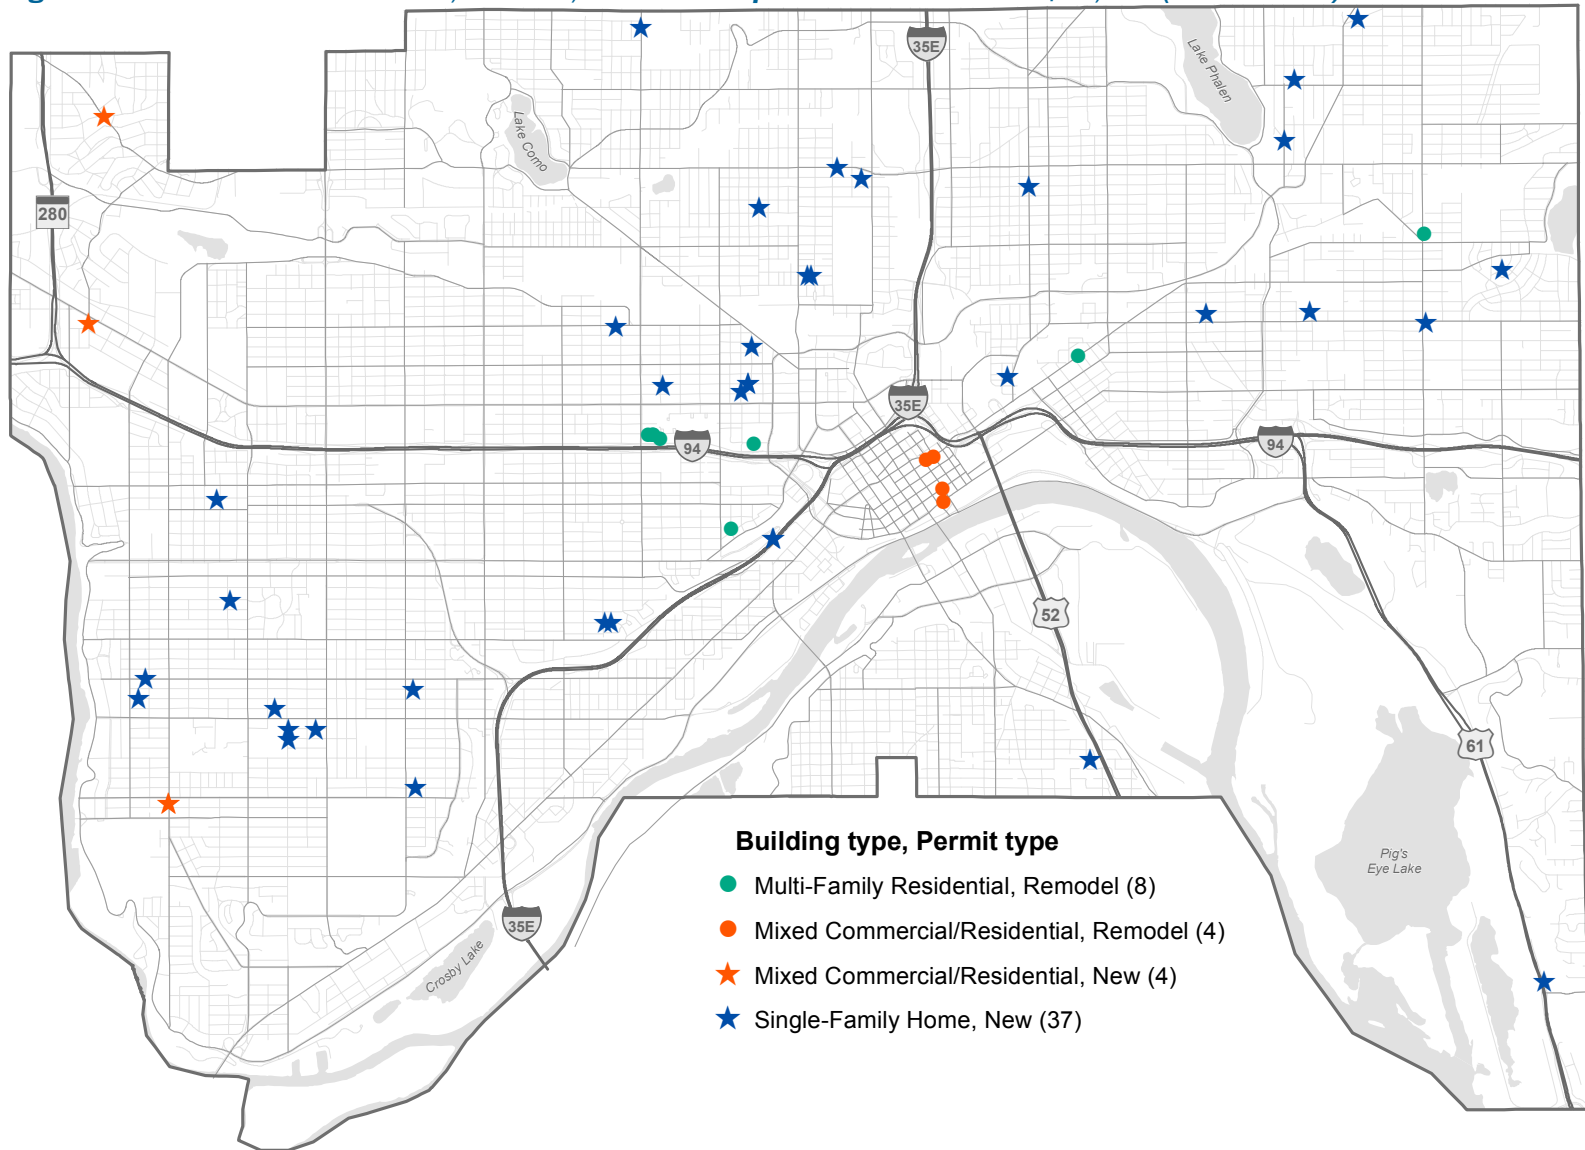 35E
Lake Phalen
Lake Como
280
35E
94
94
52
61
Pig's
Eye Lake
35E
Crosby Lake
Building type, Permit type
Multi-Family Residential, Remodel (8)
Mixed Commercial/Residential, Remodel (4)
Mixed Commercial/Residential, New (4)
Single-Family Home, New (37)